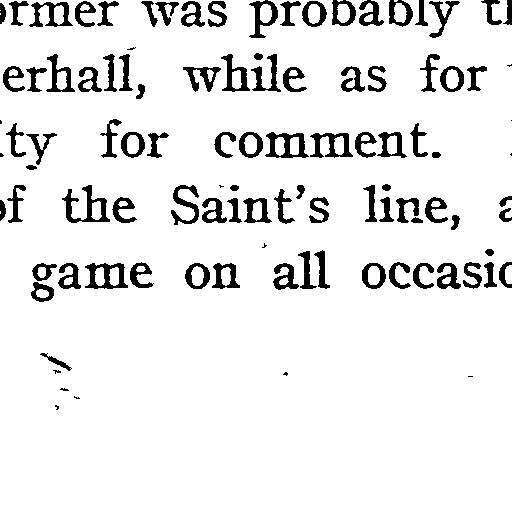 ormer was probably th
erhall, while as for
ity for comment.
of the Saint's line, a
game on all occasio